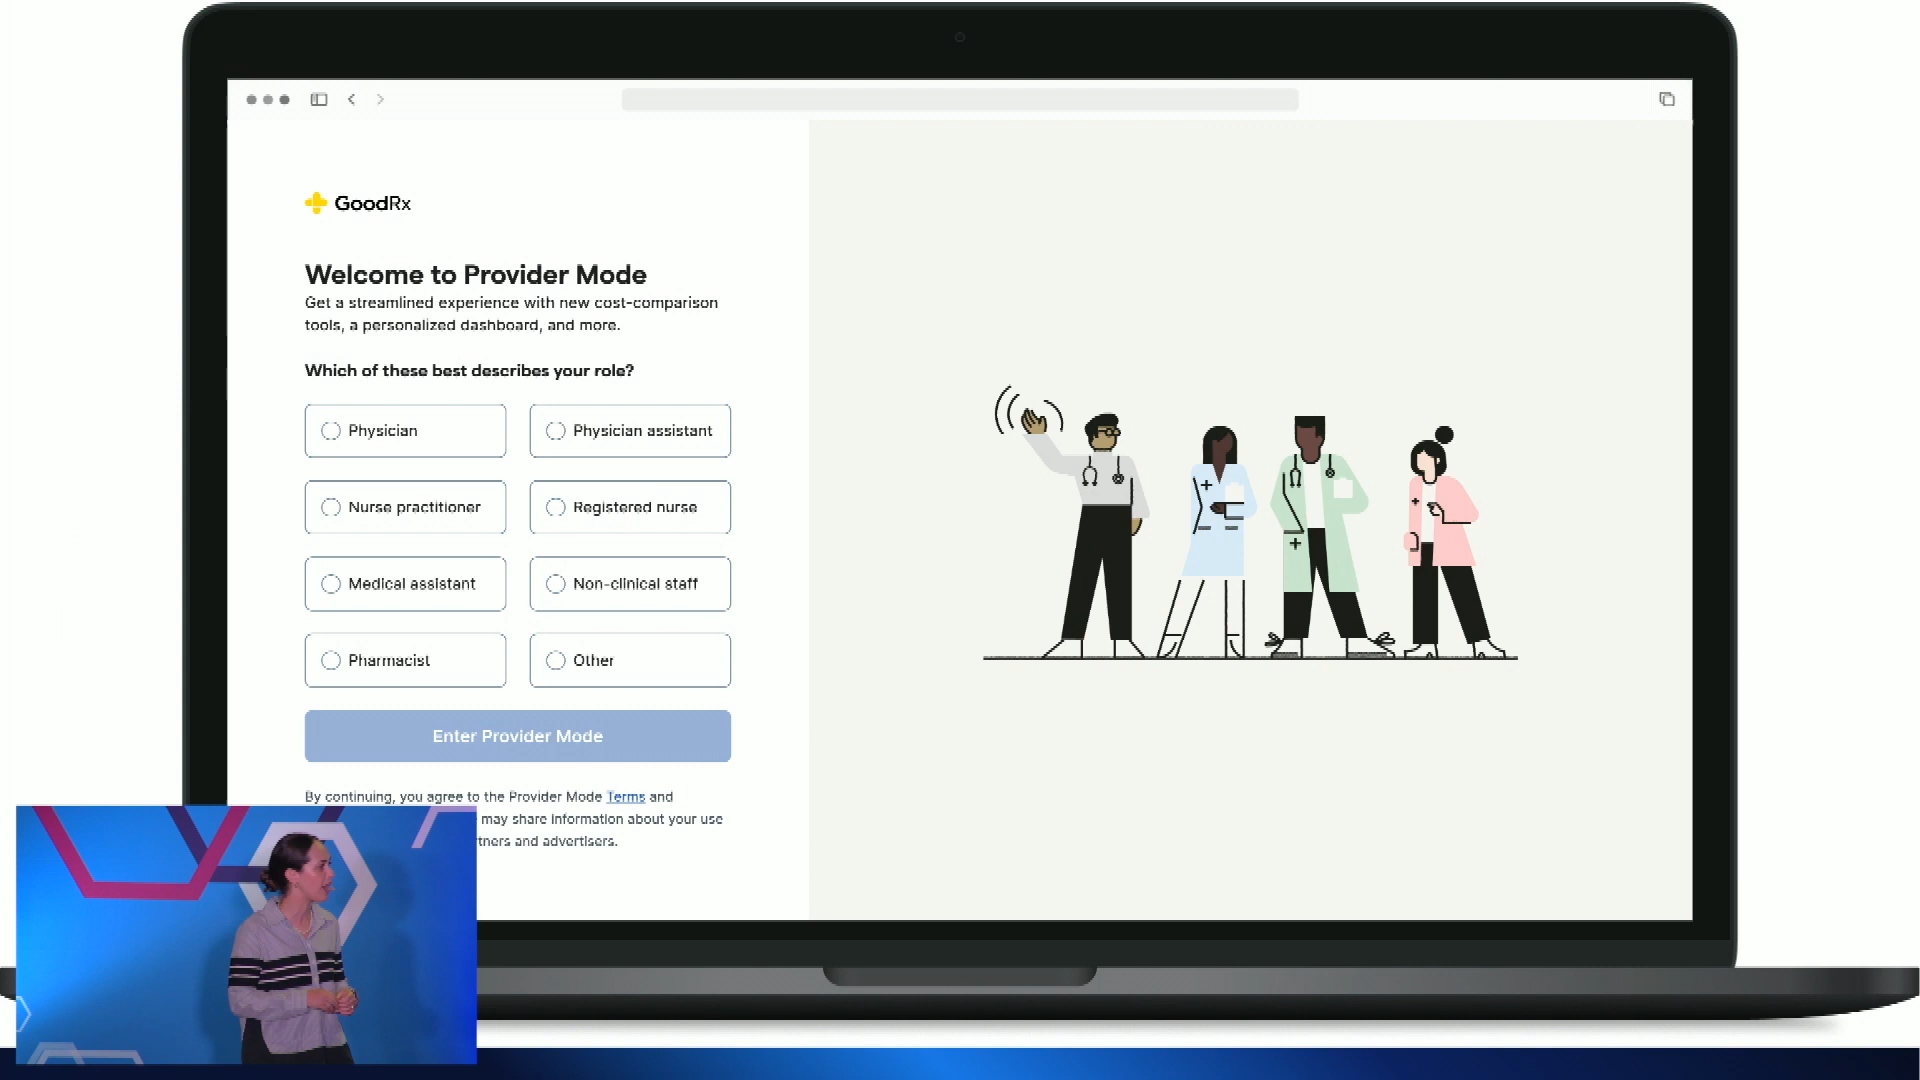 GoodRx
Welcome to Provider Mode
Get a streamlined experience with new cost-comparison
tools, a personalized dashboard, and more.
Which of these best describes your role?
Physician
Physician assistant
Nurse practitioner
Registered nurse
Medical assistant
Non-clinical staff
Pharmacist
Other
Enter Provider Mode
By continuing, you agree to the Provider Mode Terms and
may share information about your use
and advertisers.